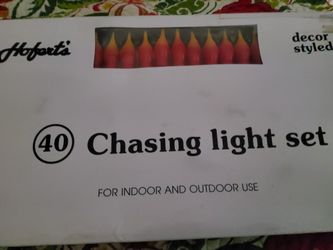 Hofert's
decor
styled
40 Chasing light set
FOR INDOOR AND OUTDOOR USE